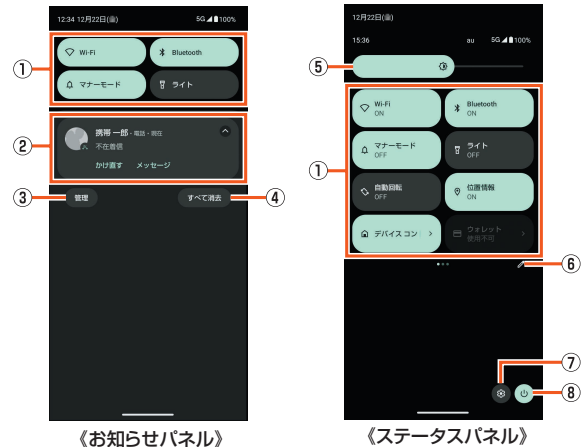 12:34 12月22日(金)
5G 100%
①
Wi-Fi
Bluetooth
マナーモード
ライト
②
携帯 一郎・電話・現在
不在着信
かけ直す
メッセージ
③
管理
すべて消去
④
《お知らせパネル》
12月22日(金)
15:36
au
5G 100%
⑤
①
Wi-Fi
ON
Bluetooth
ON
マナーモード
OFF
ライト
OFF
自動回転
OFF
位置情報
ON
デバイス コン
ウォレット
使用不可
⑥
⑦
⑧
《ステータスパネル》